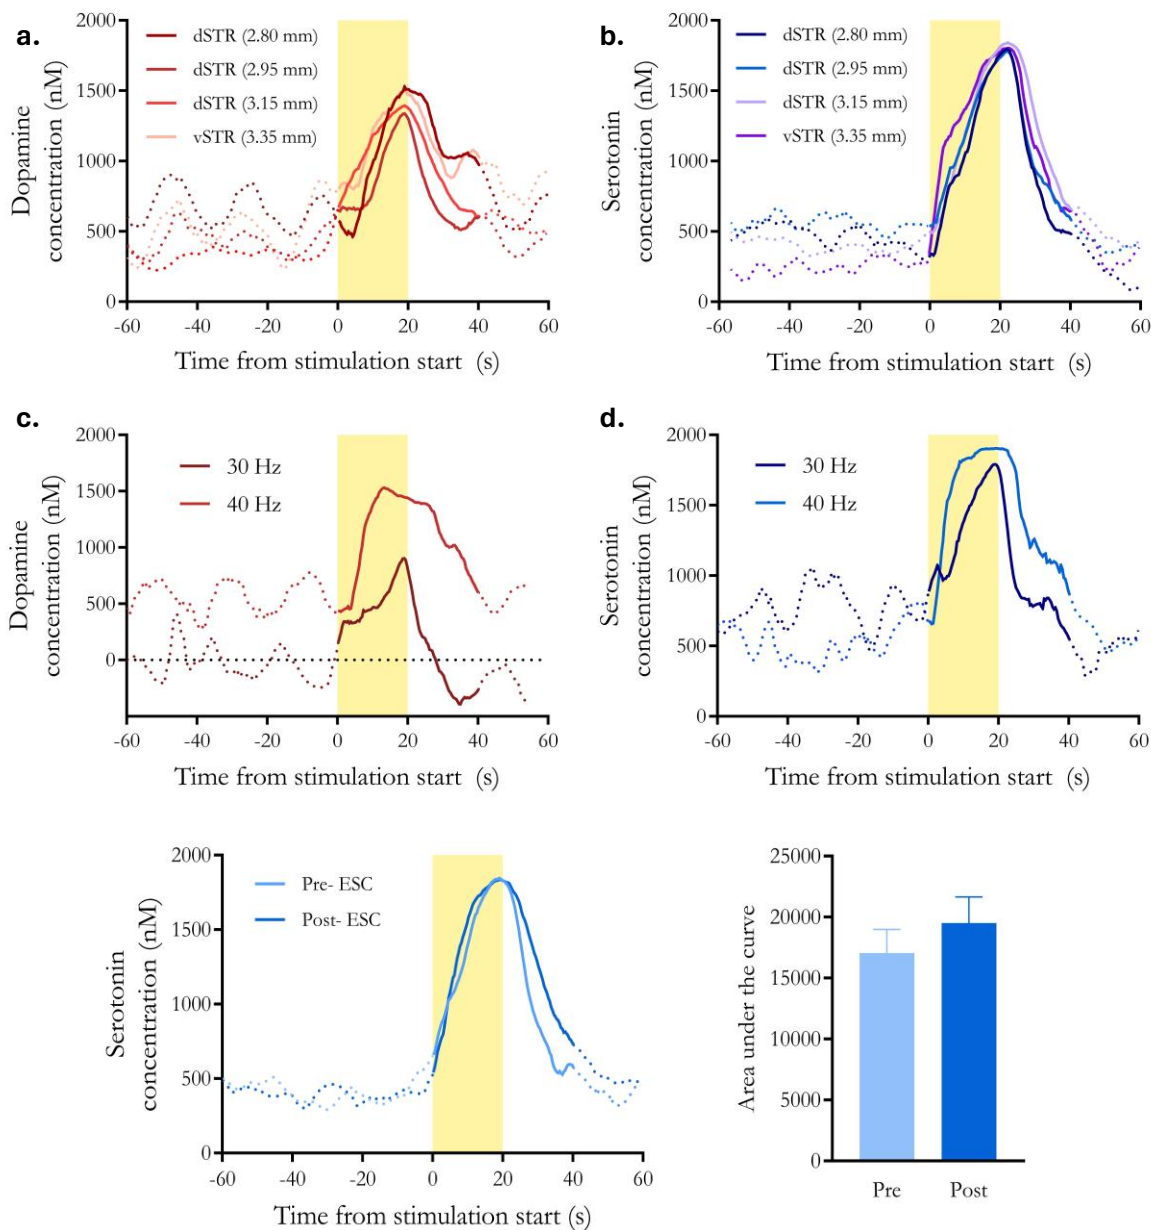 a.
dSTR (2.80 mm)
dSTR (2.95 mm)
dSTR (3.15 mm)
vSTR (3.35 mm)
Dopamine
concentration (nM)
2000
1500
1000
500
0
-60 -40 -20 0 20 40 60
Time from stimulation start (s)
b.
dSTR (2.80 mm)
dSTR (2.95 mm)
dSTR (3.15 mm)
vSTR (3.35 mm)
Serotonin
concentration (nM)
2000
1500
1000
500
0
-60 -40 -20 0 20 40 60
Time from stimulation start (s)
c.
30 Hz
40 Hz
Dopamine
concentration (nM)
2000
1500
1000
500
0
-60 -40 -20 0 20 40 60
Time from stimulation start (s)
d.
30 Hz
40 Hz
Serotonin
concentration (nM)
2000
1500
1000
500
0
-60 -40 -20 0 20 40 60
Time from stimulation start (s)
Pre- ESC
Post- ESC
Serotonin
concentration (nM)
2000
1500
1000
500
0
-60 -40 -20 0 20 40 60
Time from stimulation start (s)
Area under the curve
25000
20000
15000
10000
5000
0
Pre Post